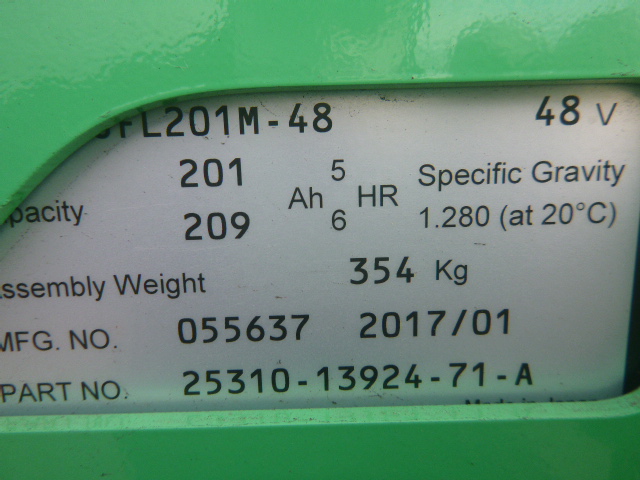 FL201M-48 48 V
201 5
Ah HR Specific Gravity
pacity 209 6 1.280 (at 20°C)
ssembly Weight 354 Kg
MFG. NO. 055637 2017/01
PART NO. 25310-13924-71-A